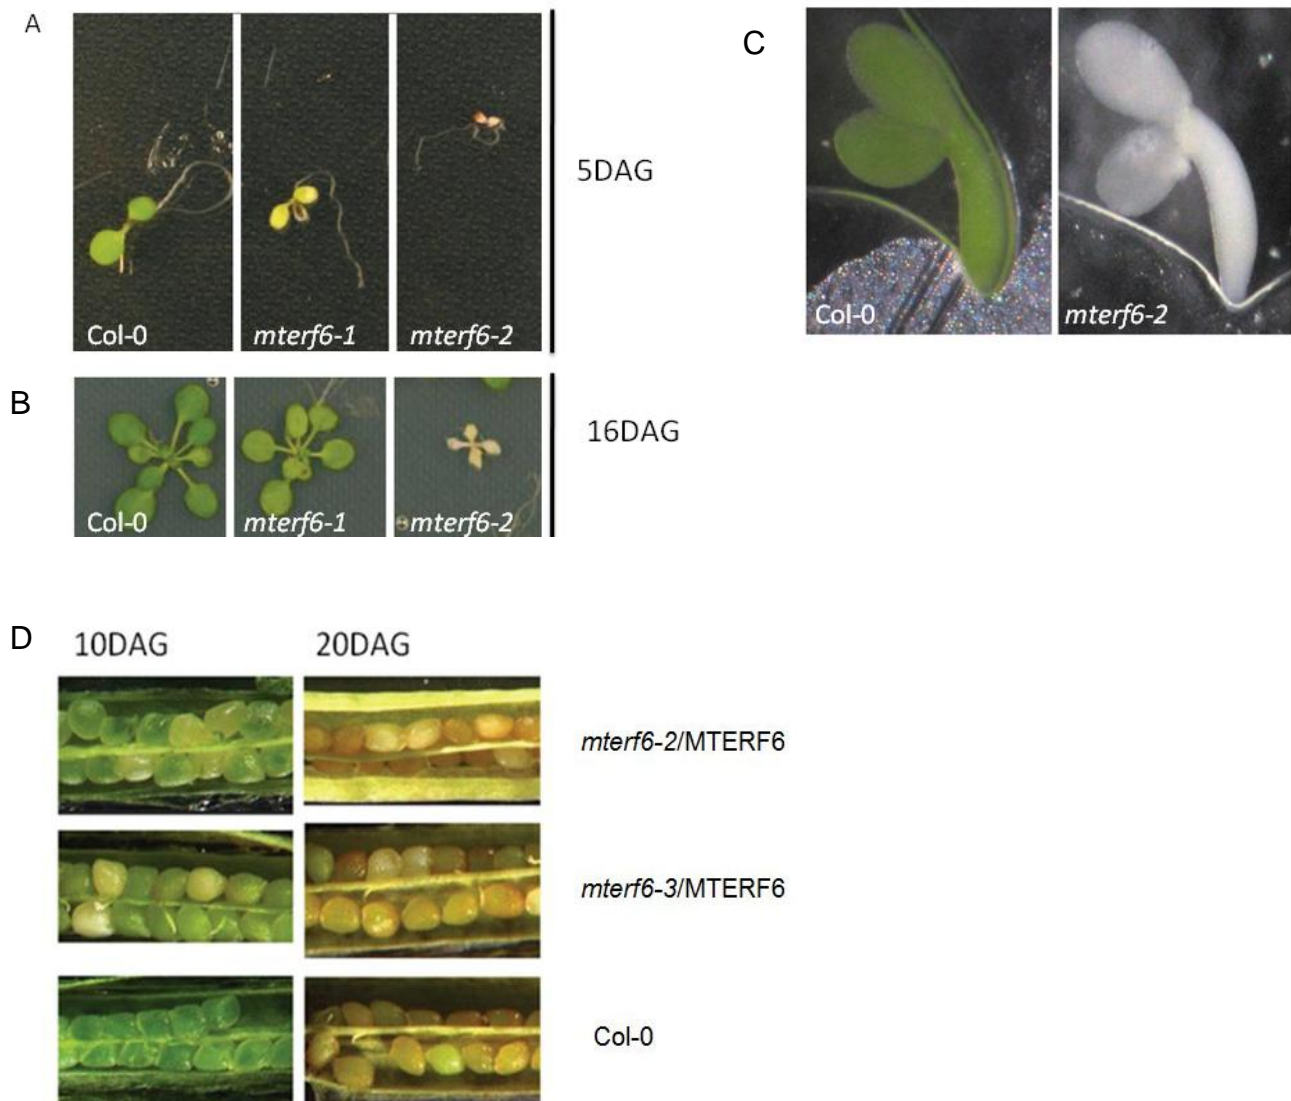 A
Col-0
mterf6-1
mterf6-2
5DAG
B
Col-0
mterf6-1
mterf6-2
16DAG
C
Col-0
mterf6-2
D
10DAG
20DAG
mterf6-2/MTERF6
mterf6-3/MTERF6
Col-0